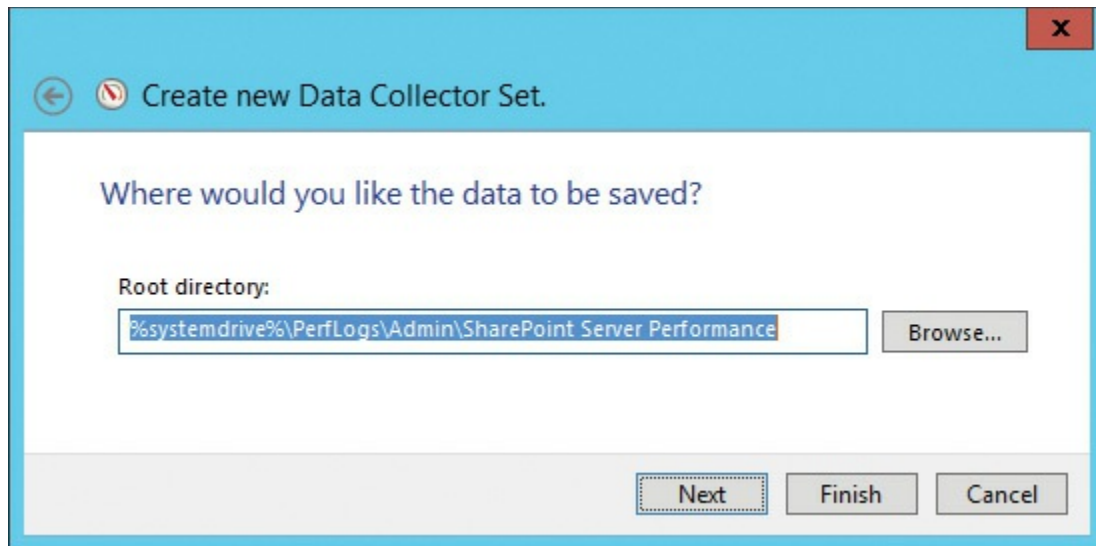 x
Create new Data Collector Set.
Where would you like the data to be saved?
Root directory:
%systemdrive%\PerfLogs\Admin\SharePoint Server Performance
Browse...
Next Finish Cancel